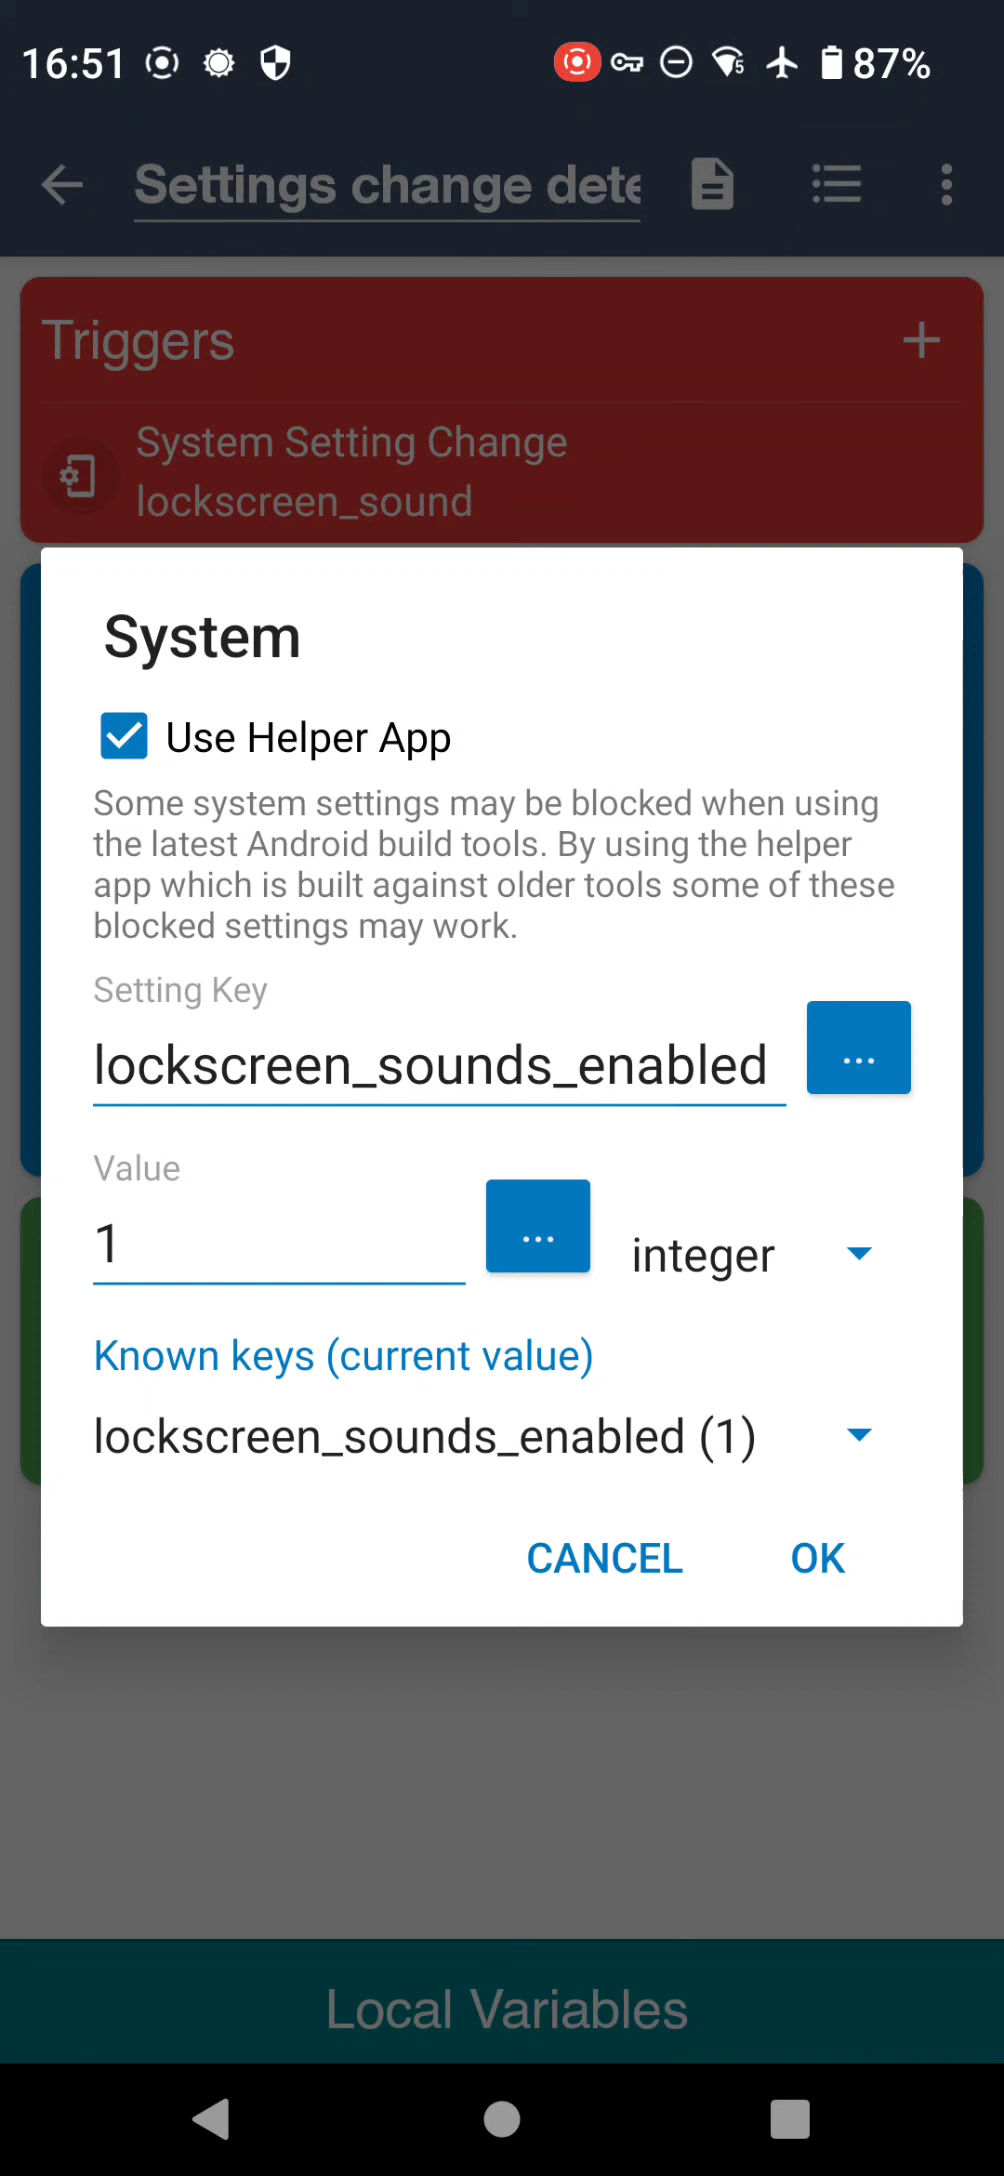 16:51 5 87%
Settings change dete
Triggers
System Setting Change
lockscreen_sound
System
Use Helper App
Some system settings may be blocked when using
the latest Android build tools. By using the helper
app which is built against older tools some of these
blocked settings may work.
Setting Key
lockscreen_sounds_enabled ...
Value
1 ... integer
Known keys (current value)
lockscreen_sounds_enabled (1)
CANCEL OK
Local Variables